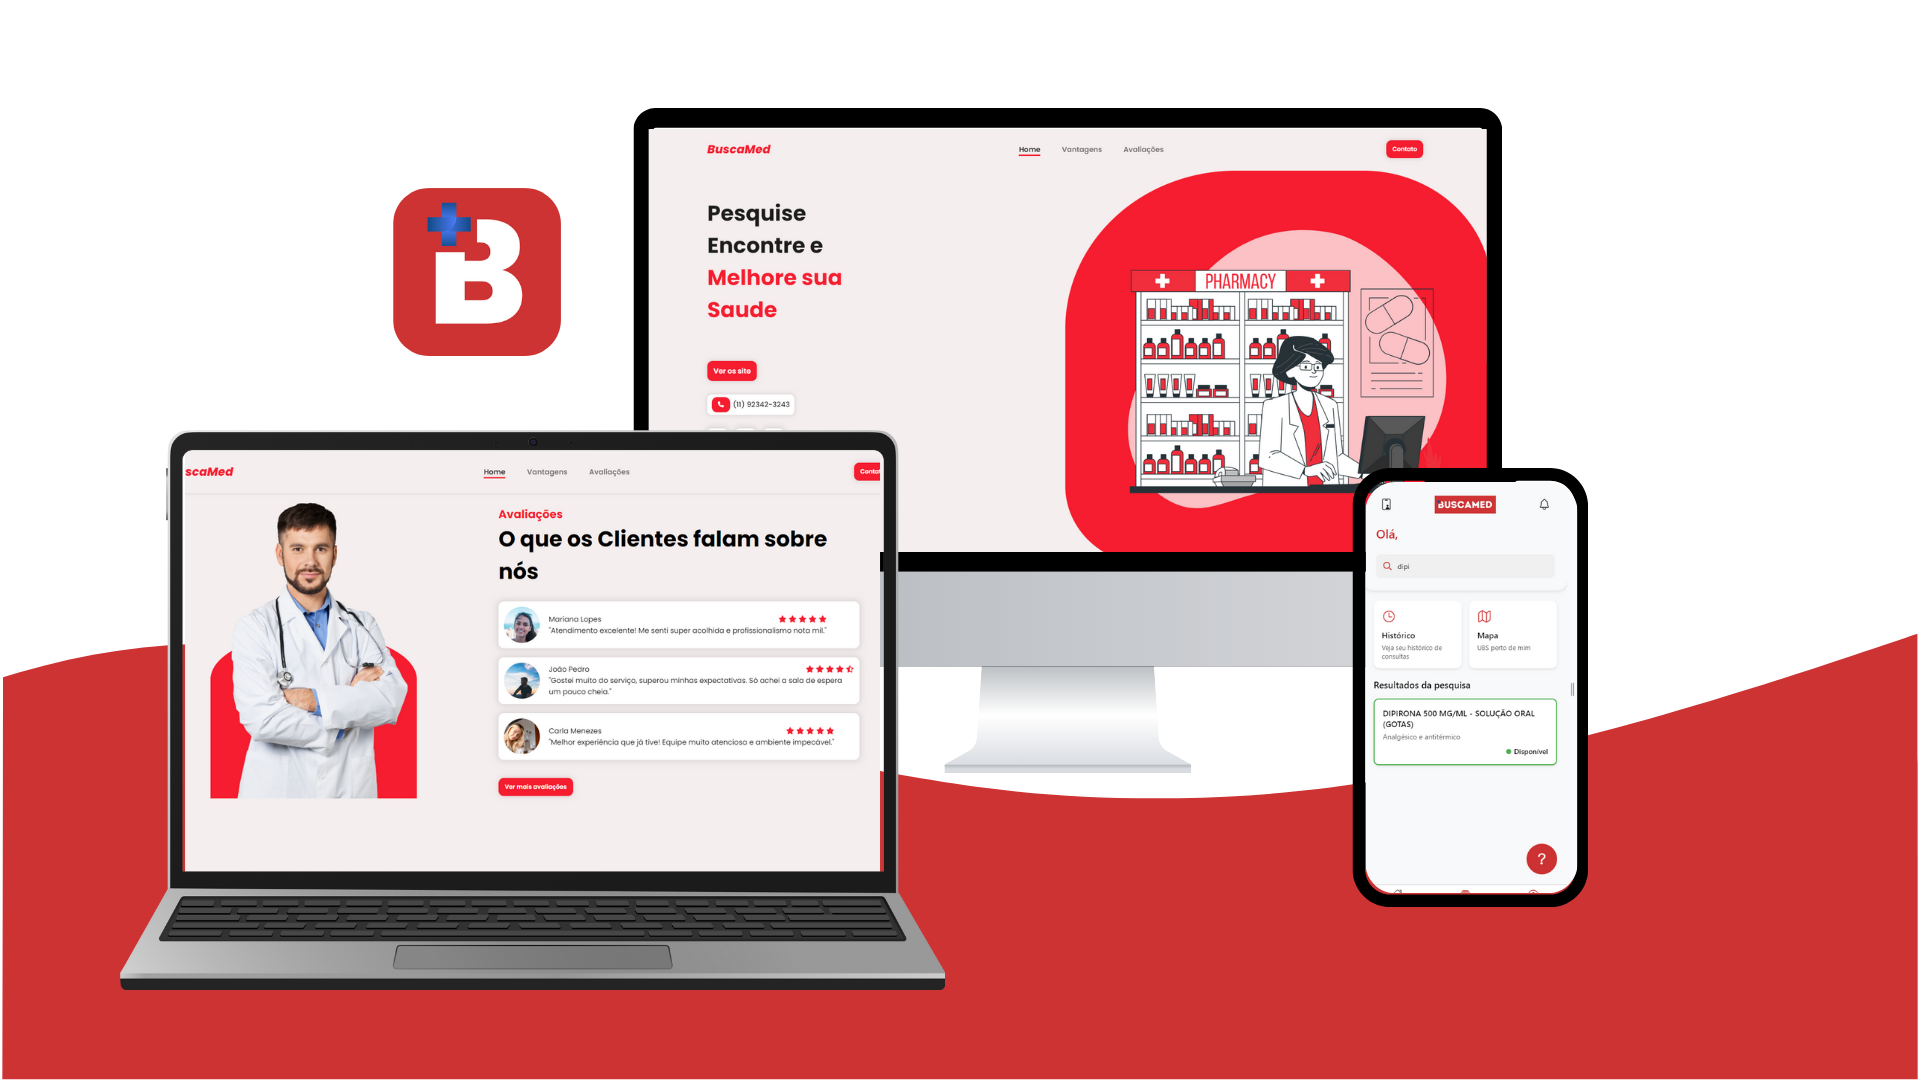 B
BuscaMed
Home
Vantagens
Avaliações
Contato
Pesquise
Encontre e
Melhore sua
Saude
Ver os site
(11) 92342-3243
PHARMACY
scaMed
Home
Vantagens
Avaliações
Contat
Avaliações
O que os Clientes falam sobre
nós
Mariana Lopes
"Atendimento excelente! Me senti super acolhida e profissionalismo nota mil."
João Pedro
"Gostei muito do serviço, superou minhas expectativas. Só achei a sala de espera
um pouco cheia."
Carla Menezes
"Melhor experiência que já tive! Equipe muito atenciosa e ambiente impecável."
Ver mais avaliações
BUSCAMED
Olá,
dipi
Histórico
Veja seu histórico de
consultas
Mapa
UBS perto de mim
Resultados da pesquisa
DIPIRONA 500 MG/ML - SOLUÇÃO ORAL
(GOTAS)
Analgésico e antitérmico
Disponível
?